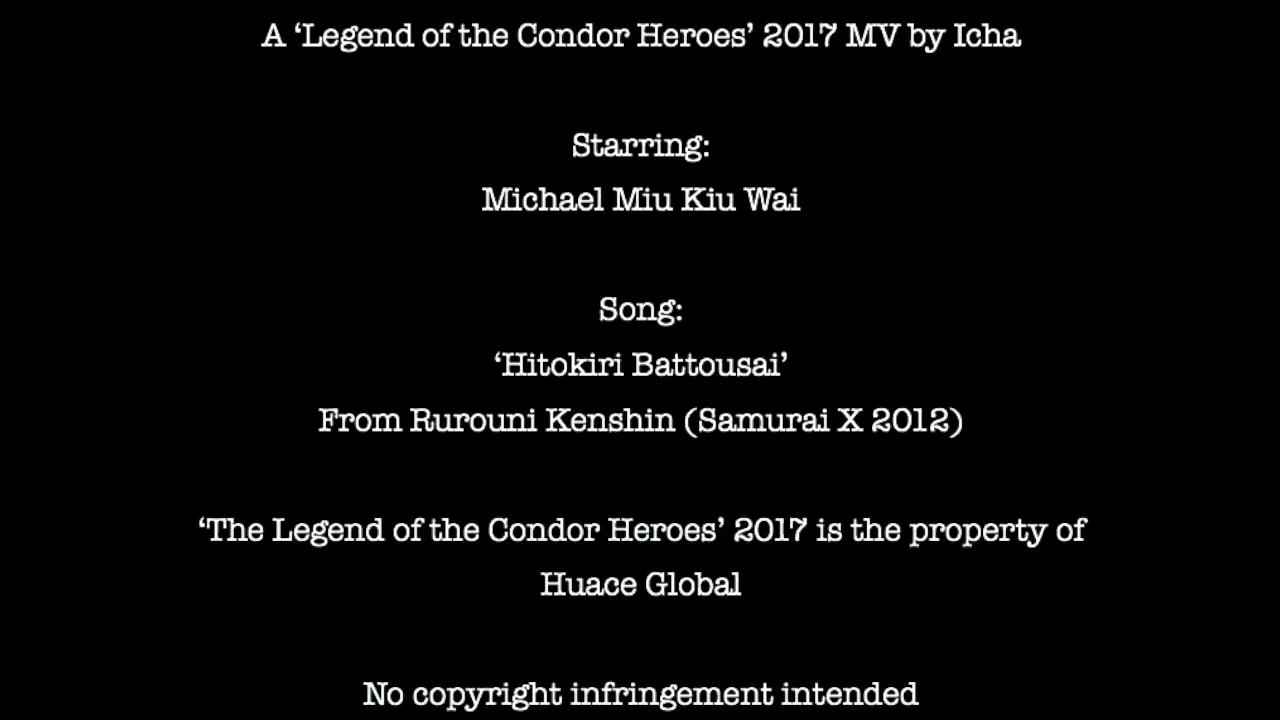 A ‘Legend of the Condor Heroes’ 2017 MV by Icha
Starring:
Michael Miu Kiu Wai
Song:
‘Hitokiri Battousai’
From Rurouni Kenshin (Samurai X 2012)
‘The Legend of the Condor Heroes’ 2017 is the property of
Huace Global
No copyright infringement intended